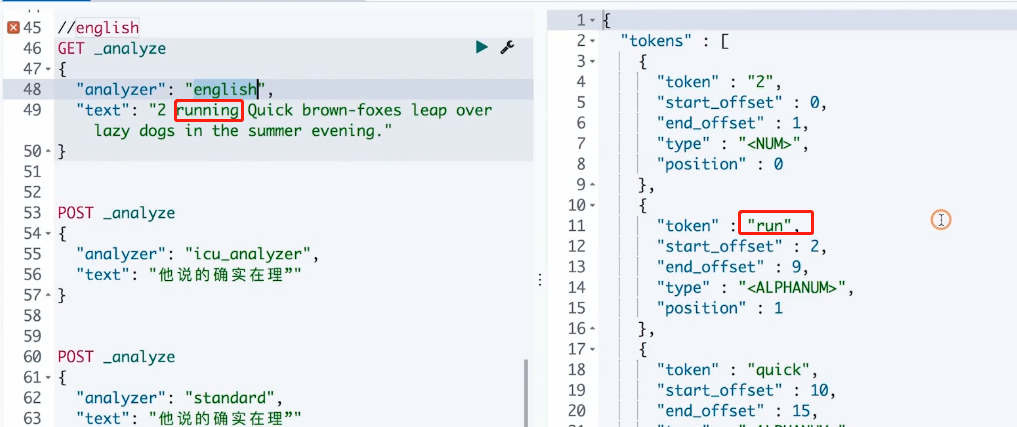 45 //english
46 GET _analyze
47 {
48 "analyzer": "english",
49 "text": "2 running Quick brown-foxes leap over
lazy dogs in the summer evening."
50 }
51
52
53 POST _analyze
54 {
55 "analyzer": "icu_analyzer",
56 "text": "他说的确实在理”"
57 }
58
59
60 POST _analyze
61 {
62 "analyzer": "standard",
63 "text": "他说的确实在理”"
1 {
2 "tokens" : [
3 {
4 "token" : "2",
5 "start_offset" : 0,
6 "end_offset" : 1,
7 "type" : "<NUM>",
8 "position" : 0
9 },
10 {
11 "token" : "run",
12 "start_offset" : 2,
13 "end_offset" : 9,
14 "type" : "<ALPHANUM>",
15 "position" : 1
16 },
17 {
18 "token" : "quick",
19 "start_offset" : 10,
20 "end_offset" : 15,